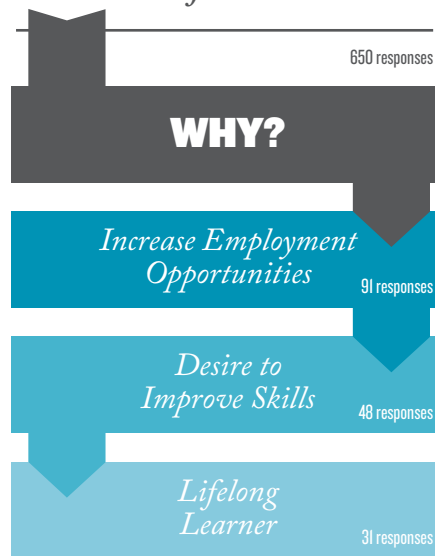 650 responses
WHY?
Increase Employment
Opportunities
91 responses
Desire to
Improve Skills
48 responses
Lifelong
Learner
31 responses